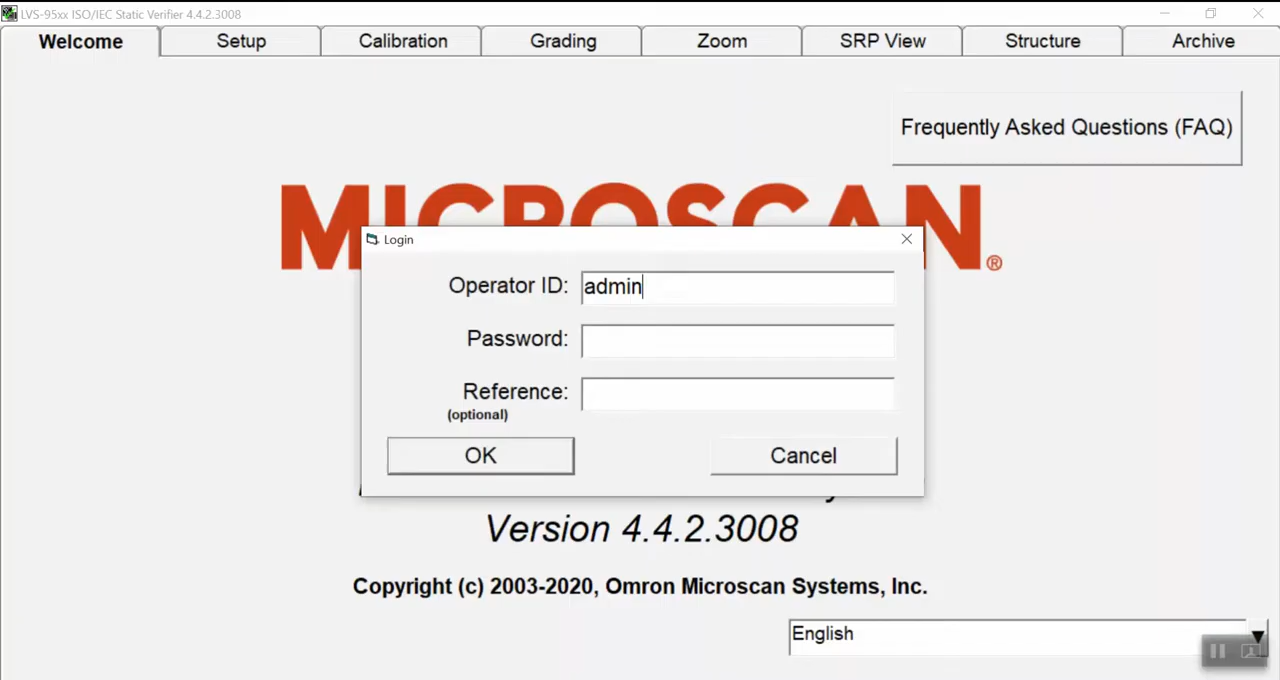 LVS-95xx ISO/IEC Static Verifier 4.4.2.3008
Welcome Setup Calibration Grading Zoom SRP View Structure Archive
Frequently Asked Questions (FAQ)
MICROSCAN®
Login
Operator ID: admin
Password:
Reference:
(optional)
OK Cancel
Version 4.4.2.3008
Copyright (c) 2003-2020, Omron Microscan Systems, Inc.
English